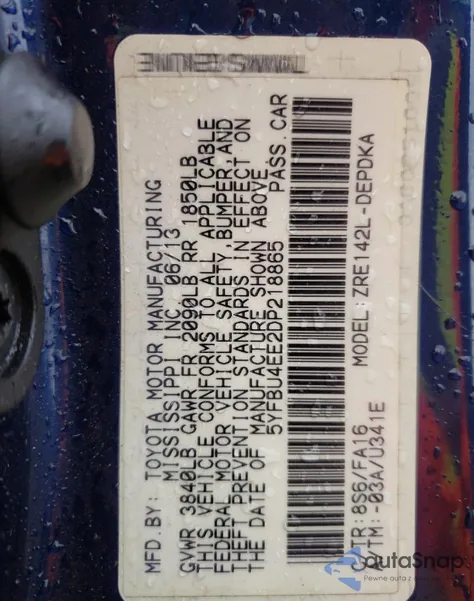 MFD.BY: TOYOTA MOTOR MANUFACTURING
MISSISSIPPI INC 06/13
GVWR 3840LB GAWR FR 2090LB RR 1850LB
THIS VEHICLE CONFORMS TO ALL APPLICABLE
FEDERAL MOTOR VEHICLE SAFETY, BUMPER, AND
THEFT PREVENTION STANDARDS IN EFFECT ON
THE DATE OF MANUFACTURE SHOWN ABOVE.
5YFBU4EE2DP218865 PASS.CAR
C/TR:8S6/FA16 MODEL:ZRE142L-DEPDKA
A/TM:-03A/U341E
autoSnap
Pewne auta z